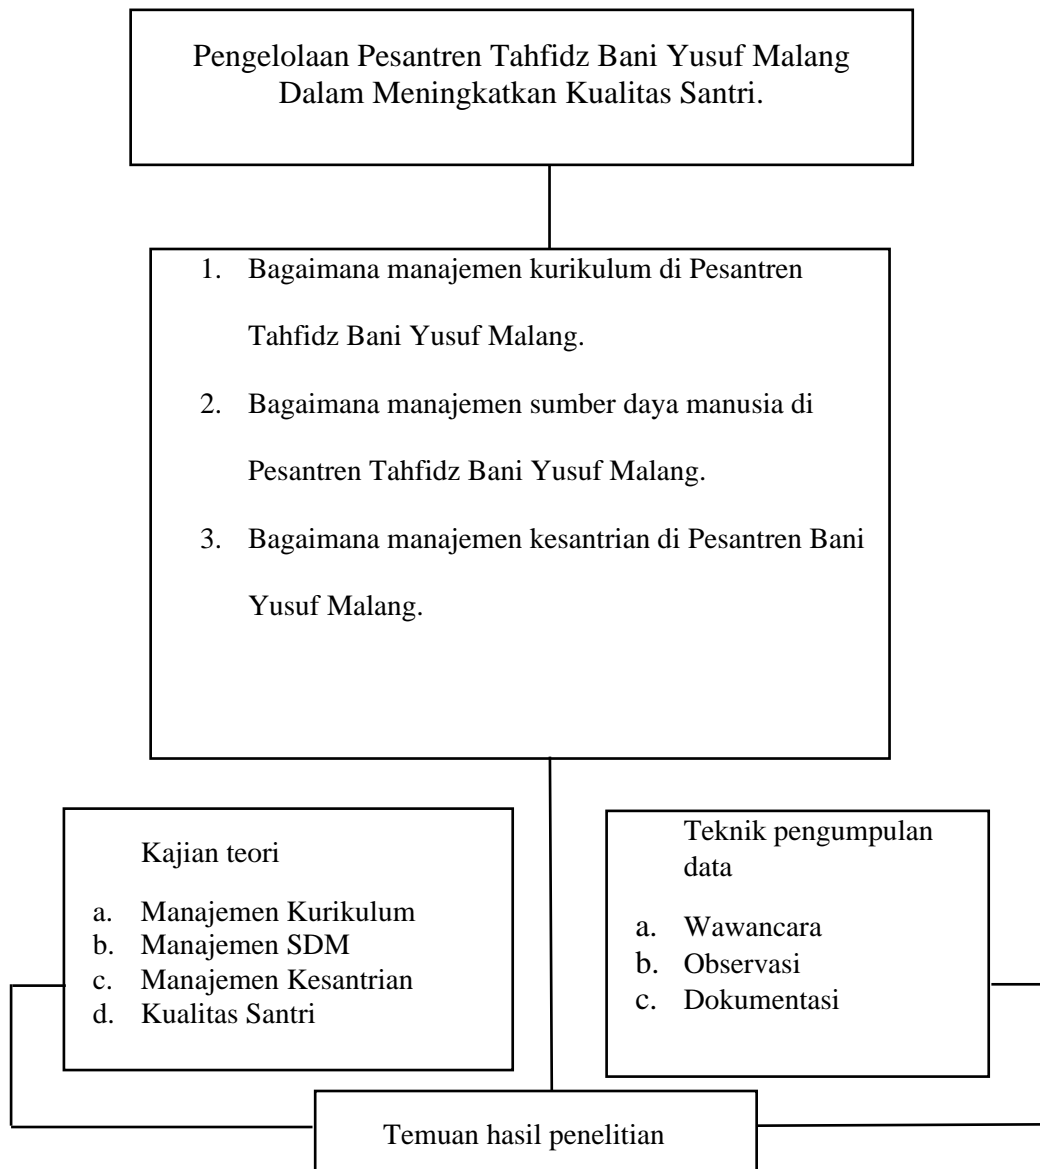 Pengelolaan Pesantren Tahfidz Bani Yusuf Malang
Dalam Meningkatkan Kualitas Santri.
1. Bagaimana manajemen kurikulum di Pesantren
Tahfidz Bani Yusuf Malang.
2. Bagaimana manajemen sumber daya manusia di
Pesantren Tahfidz Bani Yusuf Malang.
3. Bagaimana manajemen kesantrian di Pesantren Bani
Yusuf Malang.
Kajian teori
a. Manajemen Kurikulum
b. Manajemen SDM
c. Manajemen Kesantrian
d. Kualitas Santri
Teknik pengumpulan
data
a. Wawancara
b. Observasi
c. Dokumentasi
Temuan hasil penelitian